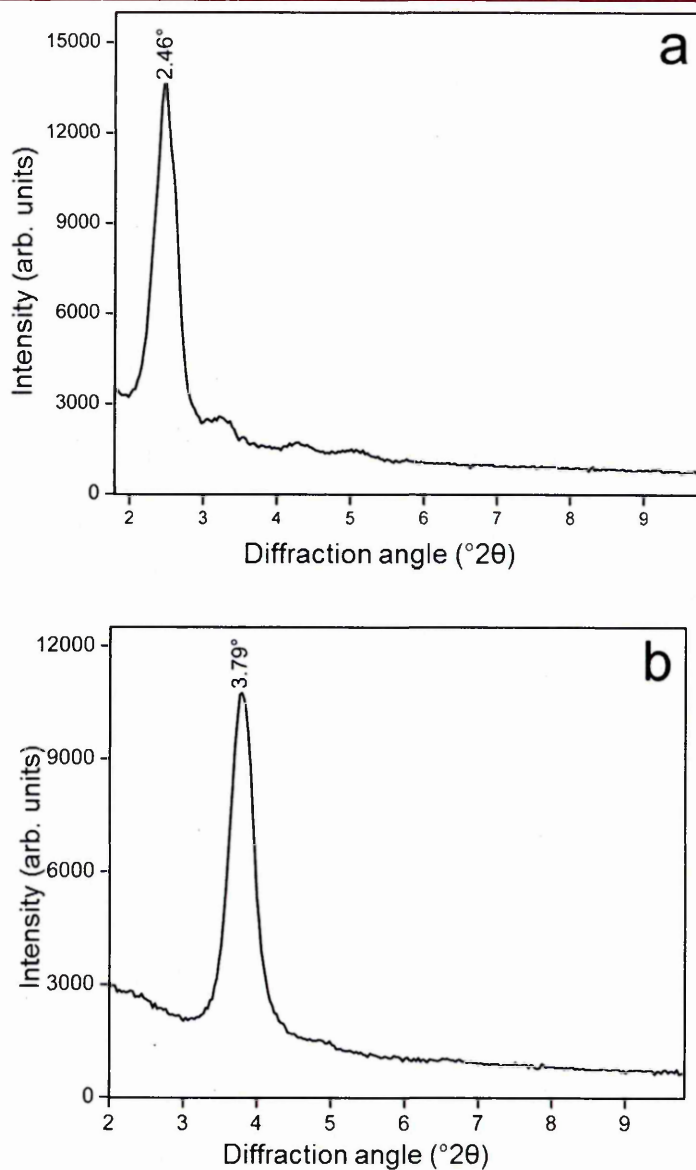 a
2.46°
15000
12000
9000
6000
3000
0
Intensity (arb. units)
2 3 4 5 6 7 8 9
Diffraction angle (°2θ)
b
3.79°
12000
9000
6000
3000
0
Intensity (arb. units)
2 3 4 5 6 7 8 9
Diffraction angle (°2θ)